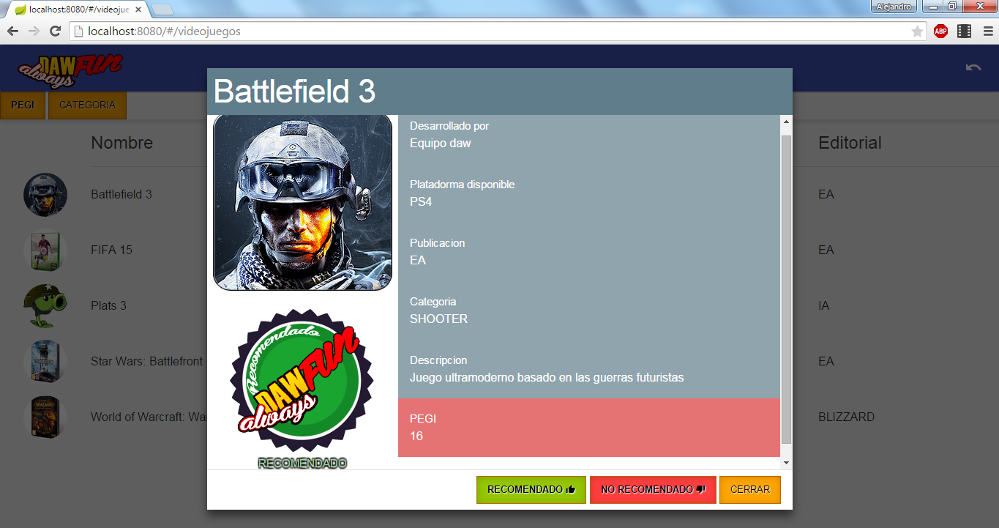 localhost:8080/#/videojue
Alejandro
localhost:8080/#/videojuegos
ABP
always DAW FUN
PEGI
CATEGORIA
Nombre
Editorial
Battlefield 3
EA
FIFA 15
EA
Plats 3
IA
Star Wars: Battlefront
EA
World of Warcraft: Wa
BLIZZARD
Battlefield 3
Desarrollado por
Equipo daw
Platadorma disponible
PS4
Publicacion
EA
Categoria
SHOOTER
Descripcion
Juego ultramoderno basado en las guerras futuristas
PEGI
16
Recomendado
DAW FUN
always
RECOMENDADO
RECOMENDADO
NO RECOMENDADO
CERRAR